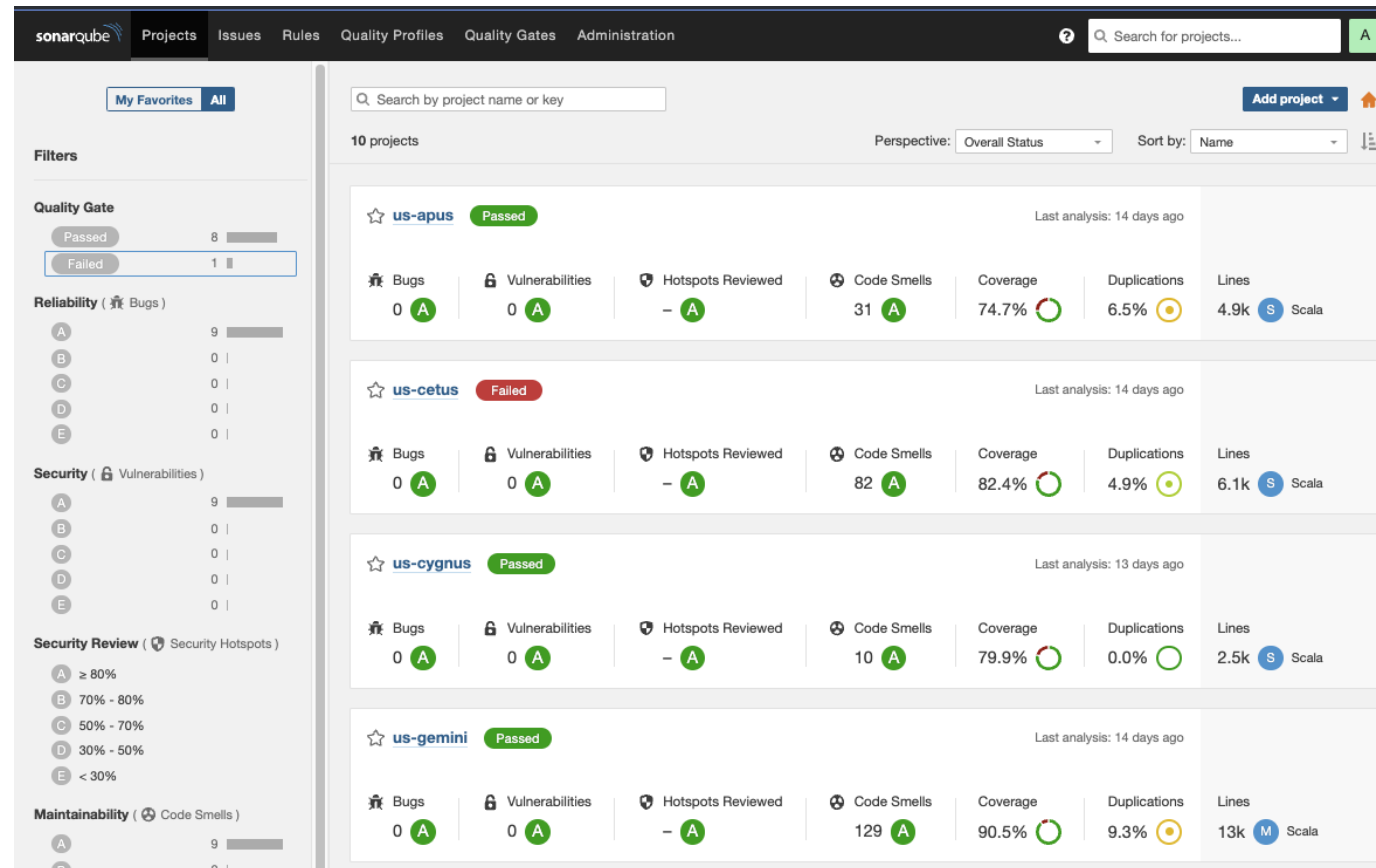 sonarqube Projects Issues Rules Quality Profiles Quality Gates Administration ? Search for projects... A
My Favorites All
Filters
Quality Gate
Passed 8
Failed 1
Reliability ( Bugs )
A 9
B 0
C 0
D 0
E 0
Security ( Vulnerabilities )
A 9
B 0
C 0
D 0
E 0
Security Review ( Security Hotspots )
A ≥ 80%
B 70% - 80%
C 50% - 70%
D 30% - 50%
E < 30%
Maintainability ( Code Smells )
A 9
Search by project name or key Add project
10 projects Perspective: Overall Status Sort by: Name
us-apus Passed Last analysis: 14 days ago
Bugs Vulnerabilities Hotspots Reviewed Code Smells Coverage Duplications Lines
0 A 0 A – A 31 A 74.7% 6.5% 4.9k S Scala
us-cetus Failed Last analysis: 14 days ago
Bugs Vulnerabilities Hotspots Reviewed Code Smells Coverage Duplications Lines
0 A 0 A – A 82 A 82.4% 4.9% 6.1k S Scala
us-cygnus Passed Last analysis: 13 days ago
Bugs Vulnerabilities Hotspots Reviewed Code Smells Coverage Duplications Lines
0 A 0 A – A 10 A 79.9% 0.0% 2.5k S Scala
us-gemini Passed Last analysis: 14 days ago
Bugs Vulnerabilities Hotspots Reviewed Code Smells Coverage Duplications Lines
0 A 0 A – A 129 A 90.5% 9.3% 13k M Scala